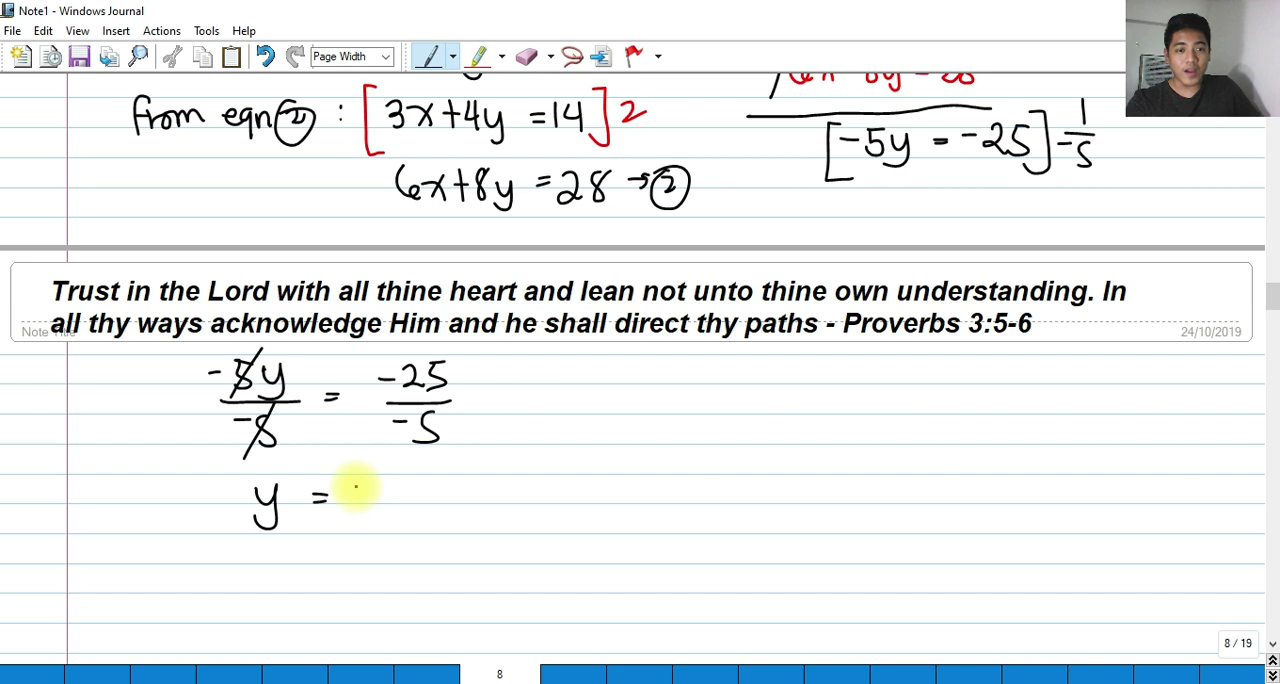 Note1 - Windows Journal
File Edit View Insert Actions Tools Help
Page Width
from eqn ② : [3x+4y = 14] 2
6x+8y = 28 → ②
[-5y = -25] 1/-5
Trust in the Lord with all thine heart and lean not unto thine own understanding. In
all thy ways acknowledge Him and he shall direct thy paths - Proverbs 3:5-6
Note Title
24/10/2019
-5y = -25
-5 -5
y =
8 / 19
8